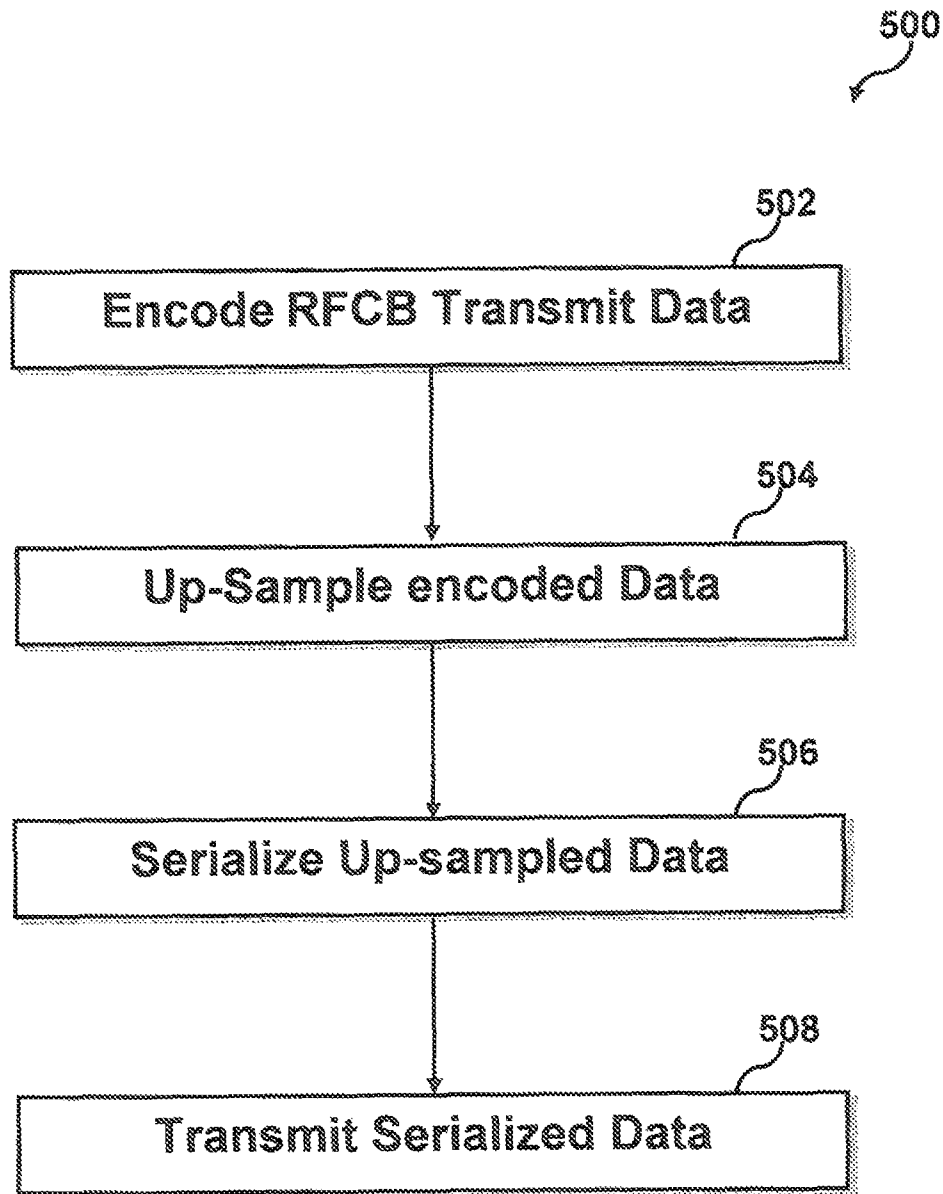 500
502
Encode RFCB Transmit Data
504
Up-Sample encoded Data
506
Serialize Up-sampled Data
508
Transmit Serialized Data